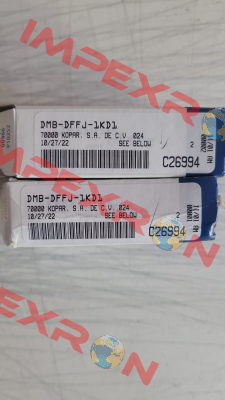 IMPEXRON
DMB-DFFJ-1KD1
70000 KOPAR. S.A. DE C.V. 024
10/27/22 SEE BELOW 2
C26994
DMB-DFFJ-1KD1
70000 KOPAR. S.A. DE C.V. 024
10/27/22 SEE BELOW 2
C26994
IMPEXRON